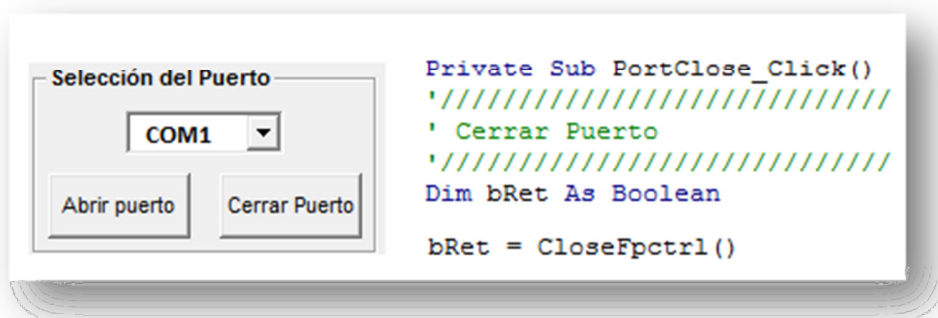 Selección del Puerto
COM1
Abrir puerto
Cerrar Puerto
Private Sub PortClose_Click()
'/////////////////////////////
' Cerrar Puerto
'/////////////////////////////
Dim bRet As Boolean
bRet = CloseFpctrl()